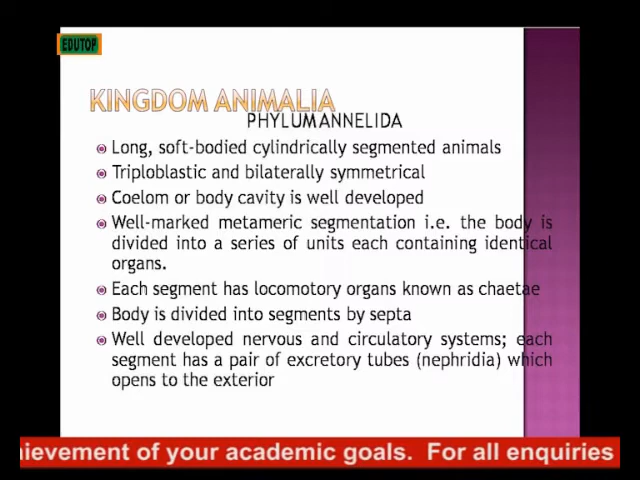 EDUTOP
KINGDOM ANIMALIA
PHYLUM ANNELIDA
Long, soft-bodied cylindrically segmented animals
Triploblastic and bilaterally symmetrical
Coelom or body cavity is well developed
Well-marked metameric segmentation i.e. the body is
divided into a series of units each containing identical
organs.
Each segment has locomotory organs known as chaetae
Body is divided into segments by septa
Well developed nervous and circulatory systems; each
segment has a pair of excretory tubes (nephridia) which
opens to the exterior
of your academic goals. For all enquiries